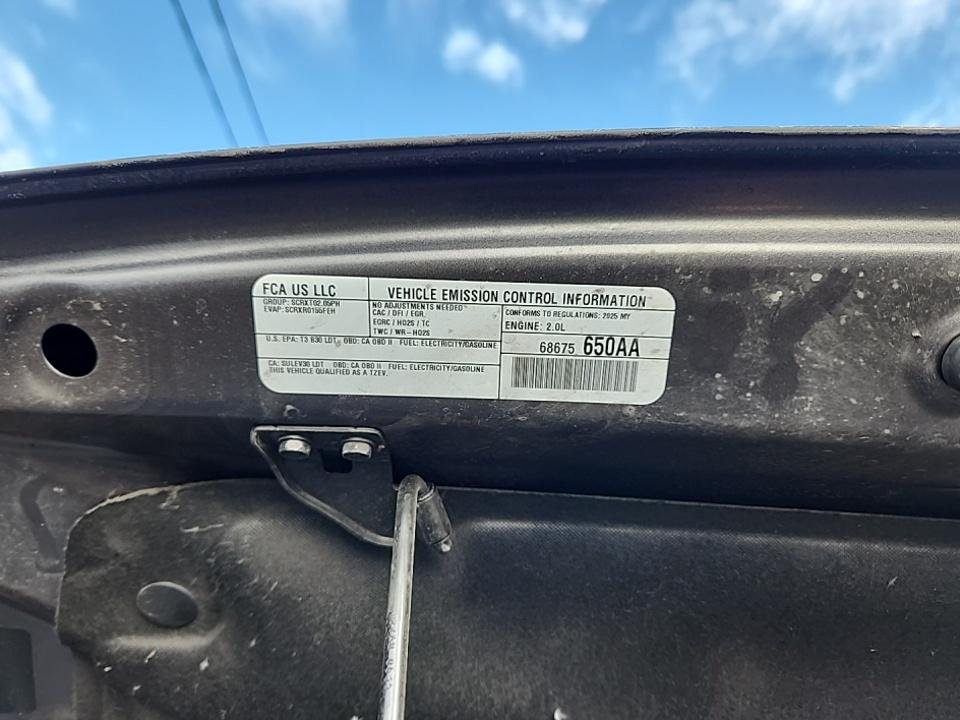 FCA US LLC
VEHICLE EMISSION CONTROL INFORMATION
GROUP: SCRXT02.05PH
EVAP: SCRXR0155FEH
NO ADJUSTMENTS NEEDED
CAC / DFI / EGR
EGRC / HO2S / TC
TWC / WR-HO2S
CONFORMS TO REGULATIONS: 2025 MY
ENGINE: 2.0L
68675 650AA
U.S. EPA: T3 B30 LDT OBD: CA OBD II FUEL: ELECTRICITY/GASOLINE
CA: SULEV30 LDT OBD: CA OBD II FUEL: ELECTRICITY/GASOLINE
THIS VEHICLE QUALIFIED AS A TZEV.